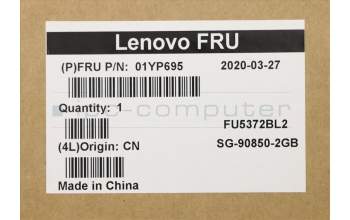 Lenovo FRU
(P)FRU P/N: 01YP695 2020-03-27
Quantity: 1
FU5372BL2
(4L)Origin: CN SG-90850-2GB
Made in China